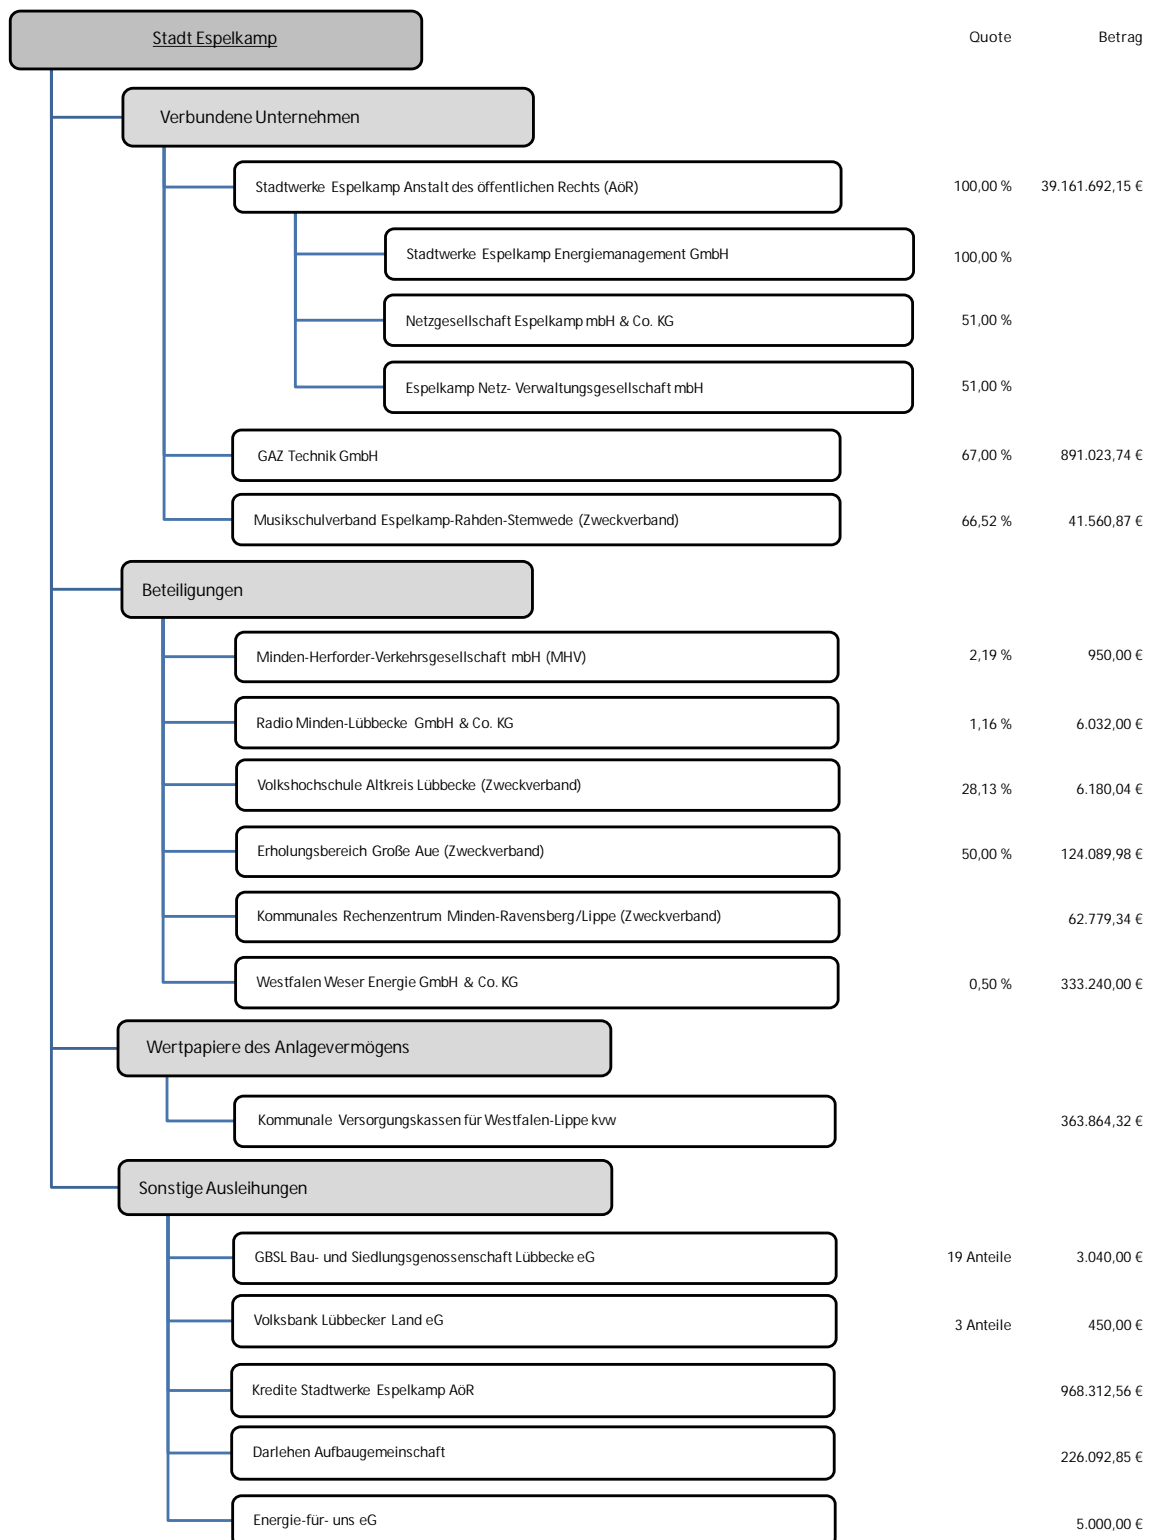 Stadt Espelkamp Quote Betrag
Verbundene Unternehmen
Stadtwerke Espelkamp Anstalt des öffentlichen Rechts (AöR) 100,00 % 39.161.692,15 €
Stadtwerke Espelkamp Energiemanagement GmbH 100,00 %
Netzgesellschaft Espelkamp mbH & Co. KG 51,00 %
Espelkamp Netz- Verwaltungsgesellschaft mbH 51,00 %
GAZ Technik GmbH 67,00 % 891.023,74 €
Musikschulverband Espelkamp-Rahden-Stemwede (Zweckverband) 66,52 % 41.560,87 €
Beteiligungen
Minden-Herforder-Verkehrsgesellschaft mbH (MHV) 2,19 % 950,00 €
Radio Minden-Lübbecke GmbH & Co. KG 1,16 % 6.032,00 €
Volkshochschule Altkreis Lübbecke (Zweckverband) 28,13 % 6.180,04 €
Erholungsbereich Große Aue (Zweckverband) 50,00 % 124.089,98 €
Kommunales Rechenzentrum Minden-Ravensberg/Lippe (Zweckverband) 62.779,34 €
Westfalen Weser Energie GmbH & Co. KG 0,50 % 333.240,00 €
Wertpapiere des Anlagevermögens
Kommunale Versorgungskassen für Westfalen-Lippe kvw 363.864,32 €
Sonstige Ausleihungen
GBSL Bau- und Siedlungsgenossenschaft Lübbecke eG 19 Anteile 3.040,00 €
Volksbank Lübbecker Land eG 3 Anteile 450,00 €
Kredite Stadtwerke Espelkamp AöR 968.312,56 €
Darlehen Aufbaugemeinschaft 226.092,85 €
Energie-für- uns eG 5.000,00 €